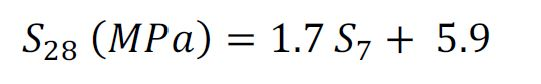 S₂₈ (MPa) = 1.7 S₇ + 5.9